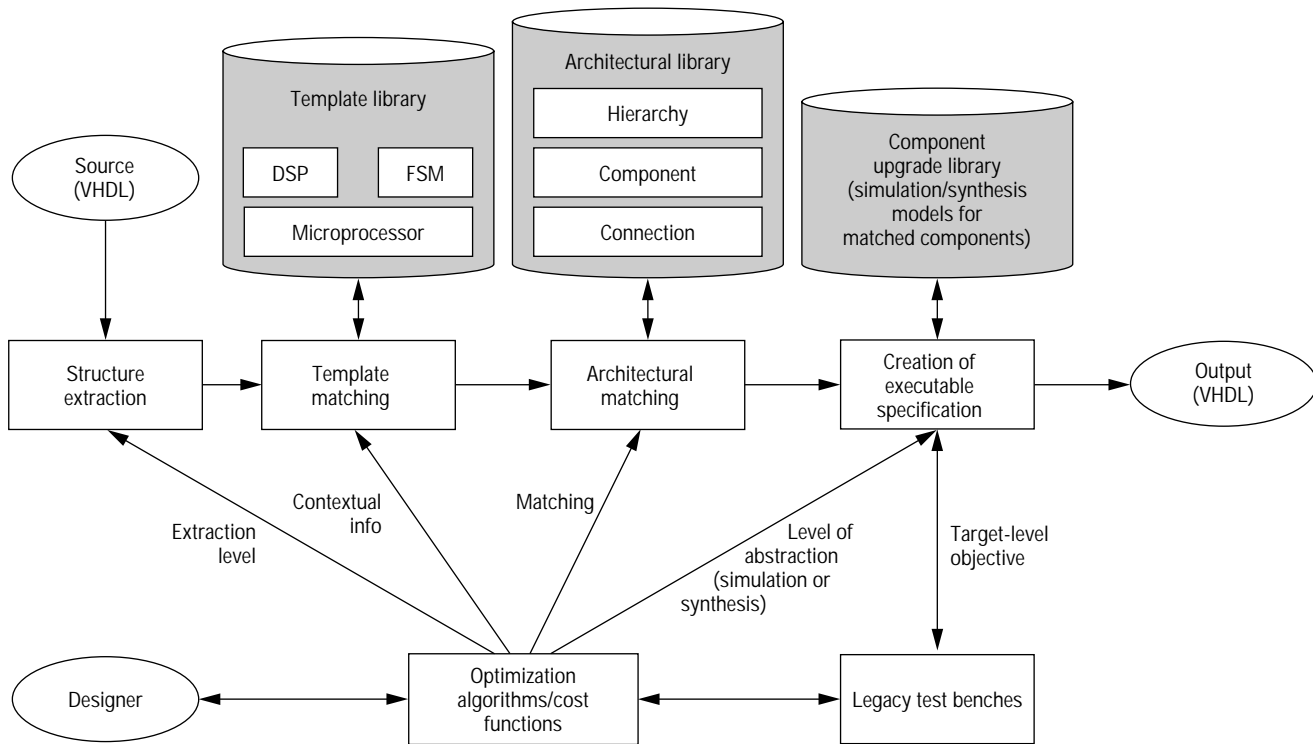 Architectural library
Template library
Hierarchy
Component
upgrade library
(simulation/synthesis
models for
matched components)
Source
(VHDL)
DSP
FSM
Component
Microprocessor
Connection
Structure
extraction
Template
matching
Architectural
matching
Creation of
executable
specification
Output
(VHDL)
Extraction
level
Contextual
info
Matching
Level of
abstraction
(simulation or
synthesis)
Target-level
objective
Designer
Optimization
algorithms/cost
functions
Legacy test benches